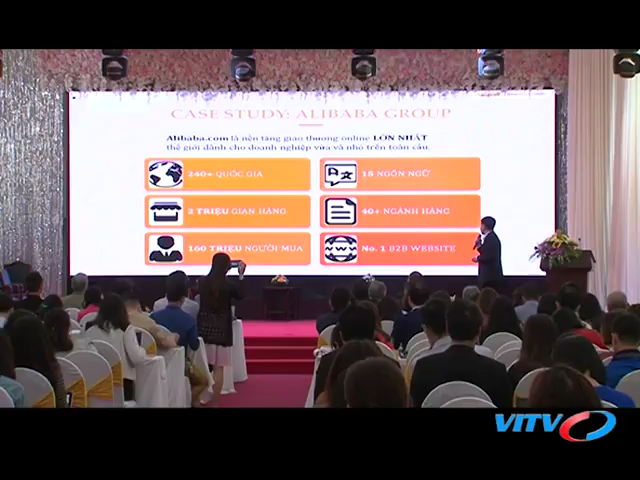 CASE STUDY: ALIBABA GROUP
Alibaba.com là nền tảng giao thương online LỚN NHẤT
thế giới dành cho doanh nghiệp vừa và nhỏ trên toàn cầu.
240+ QUỐC GIA
18 NGÔN NGỮ
2 TRIỆU GIAN HÀNG
40+ NGÀNH HÀNG
160 TRIỆU NGƯỜI MUA
No. 1 B2B WEBSITE
VITV